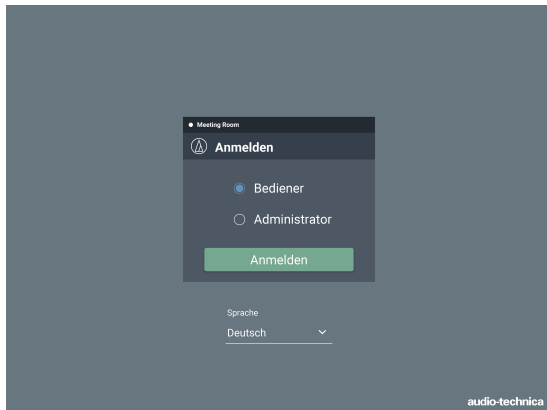 Meeting Room
Anmelden
Bediener
Administrator
Anmelden
Sprache
Deutsch
audio-technica